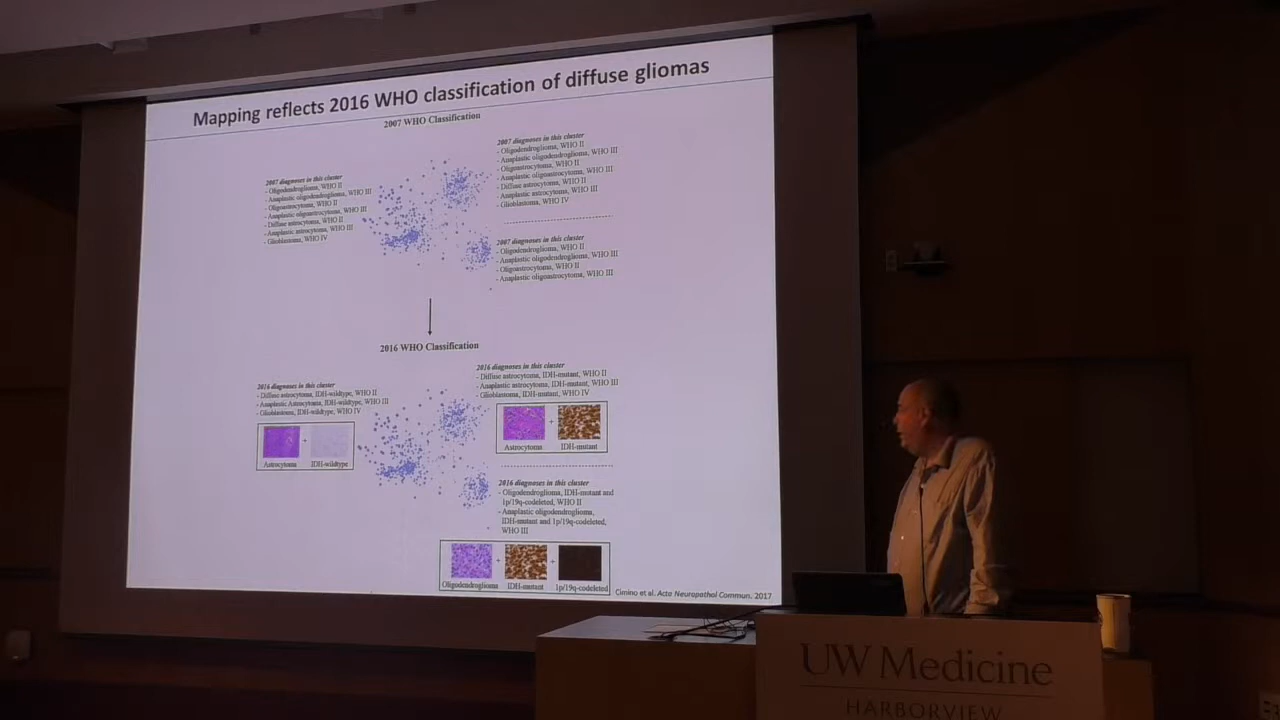 Mapping reflects 2016 WHO classification of diffuse gliomas
2007 WHO Classification
2007 diagnoses in this cluster
- Oligodendroglioma, WHO II
- Anaplastic oligodendroglioma, WHO III
- Oligoastrocytoma, WHO II
- Anaplastic oligoastrocytoma, WHO III
- Diffuse astrocytoma, WHO II
- Anaplastic astrocytoma, WHO III
- Glioblastoma, WHO IV
2007 diagnoses in this cluster
- Oligodendroglioma, WHO II
- Anaplastic oligodendroglioma, WHO III
- Oligoastrocytoma, WHO II
- Anaplastic oligoastrocytoma, WHO III
- Diffuse astrocytoma, WHO II
- Anaplastic astrocytoma, WHO III
- Glioblastoma, WHO IV
2007 diagnoses in this cluster
- Oligodendroglioma, WHO II
- Anaplastic oligodendroglioma, WHO III
- Oligoastrocytoma, WHO II
- Anaplastic oligoastrocytoma, WHO III
2016 WHO Classification
2016 diagnoses in this cluster
- Diffuse astrocytoma, IDH-wildtype, WHO II
- Anaplastic Astrocytoma, IDH-wildtype, WHO III
- Glioblastoma, IDH-wildtype, WHO IV
+
Astrocytoma IDH-wildtype
2016 diagnoses in this cluster
- Diffuse astrocytoma, IDH-mutant, WHO II
- Anaplastic astrocytoma, IDH-mutant, WHO III
- Glioblastoma, IDH-mutant, WHO IV
+
Astrocytoma IDH-mutant
2016 diagnoses in this cluster
- Oligodendroglioma, IDH-mutant and
1p/19q-codeleted, WHO II
- Anaplastic oligodendroglioma,
IDH-mutant and 1p/19q-codeleted,
WHO III
+ +
Oligodendroglioma IDH-mutant 1p/19q-codeleted
Cimino et al. Acta Neuropathol Commun. 2017
UW Medicine
HARBORVIEW